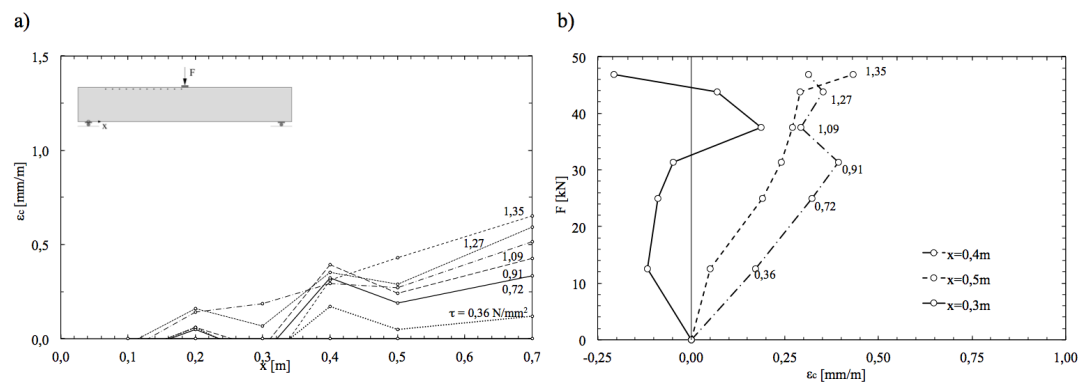 a)
b)
εc [mm/m]
1,5
1,0
0,5
0,0
F
x
1,35
1,27
1,09
0,91
0,72
τ = 0,36 N/mm²
0,0 0,1 0,2 0,3 0,4 0,5 0,6 0,7
x [m]
F [kN]
50
40
30
20
10
0
1,35
1,27
1,09
0,91
0,72
0,36
x=0,4m
x=0,5m
x=0,3m
-0,25 0,00 0,25 0,50 0,75 1,00
εc [mm/m]